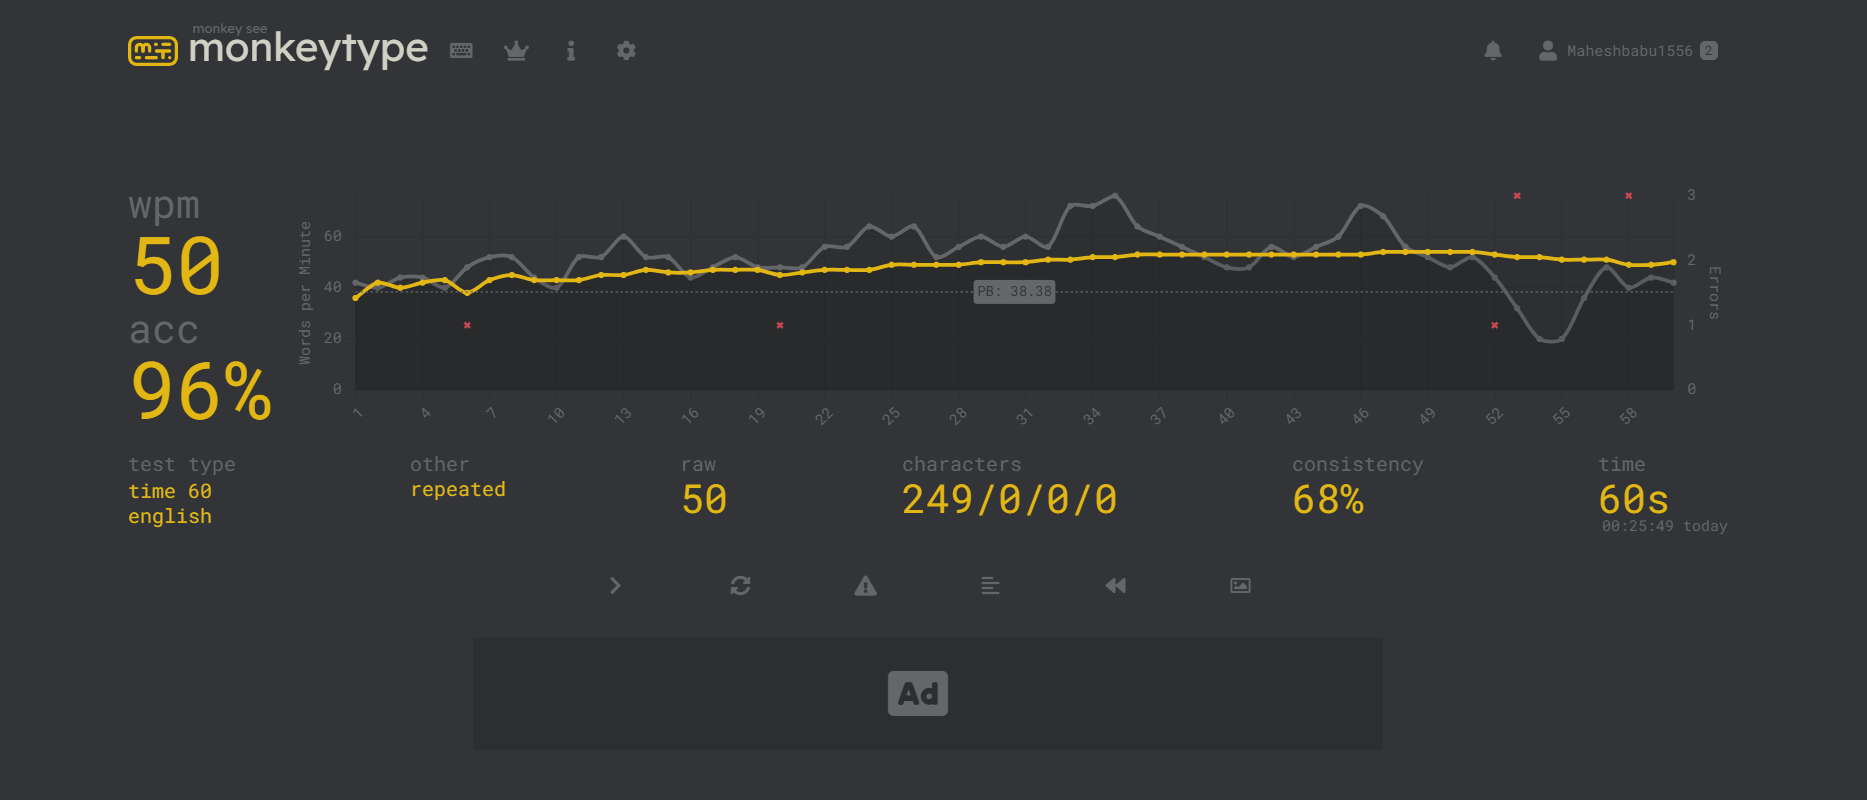 monkey see
monkeytype
Maheshbabu1556 2
wpm
50
acc
96%
Words per Minute
60
40
20
0
PB: 38.38
3
2
1
0
Errors
1 4 7 10 13 16 19 22 25 28 31 34 37 40 43 46 49 52 55 58
test type
time 60
english
other
repeated
raw
50
characters
249/0/0/0
consistency
68%
time
60s
00:25:49 today
Ad